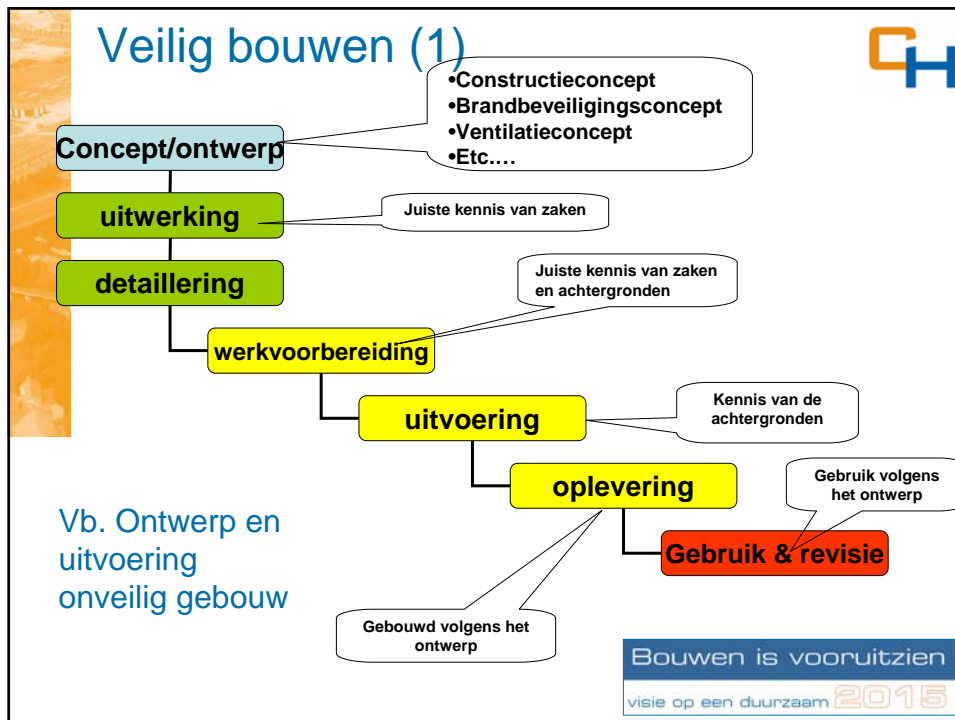 Veilig bouwen (1)
CH
•Constructieconcept
•Brandbeveiligingsconcept
•Ventilatieconcept
•Etc.…
Concept/ontwerp
uitwerking
Juiste kennis van zaken
detaillering
Juiste kennis van zaken
en achtergronden
werkvoorbereiding
uitvoering
Kennis van de
achtergronden
oplevering
Gebruik volgens
het ontwerp
Gebruik & revisie
Vb. Ontwerp en
uitvoering
onveilig gebouw
Gebouwd volgens het
ontwerp
Bouwen is vooruitzien
visie op een duurzaam 2015